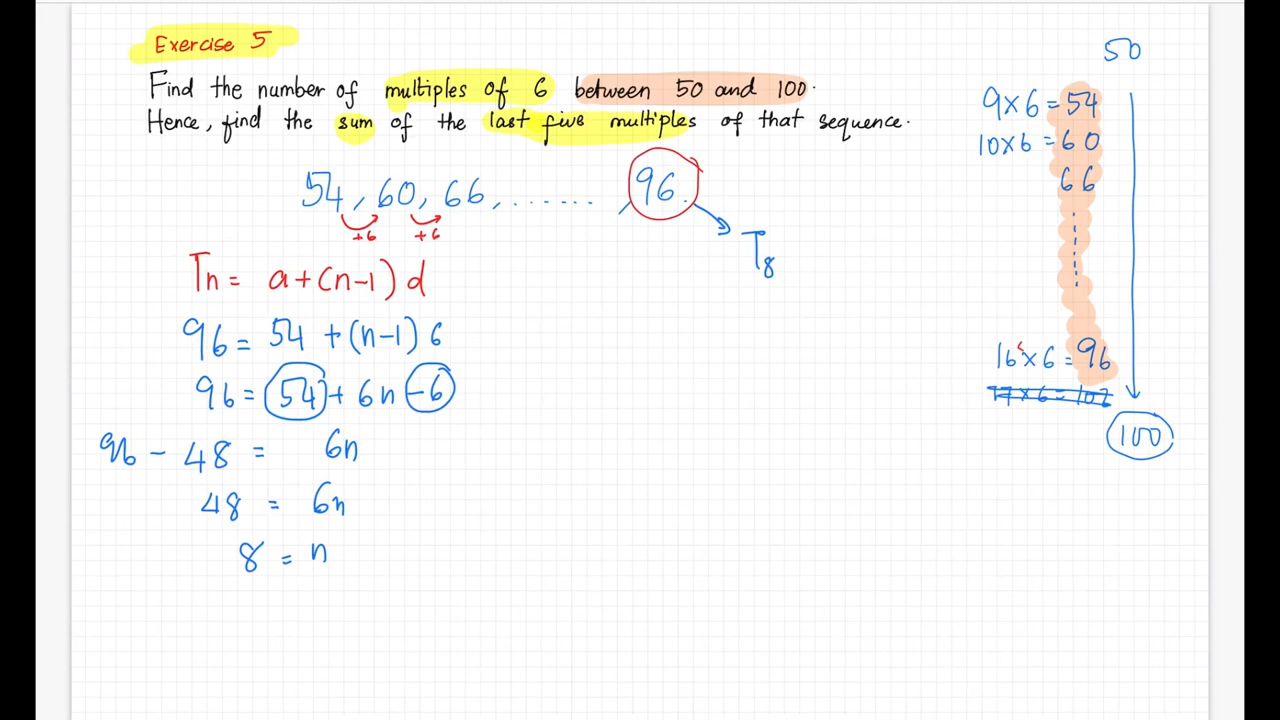 Exercise 5
Find the number of multiples of 6 between 50 and 100.
Hence, find the sum of the last five multiples of that sequence.
54, 60, 66, ......., 96
+6 +6
T8
Tn = a+(n-1) d
96 = 54 +(n-1) 6
96 = 54 + 6n -6
96 - 48 = 6n
48 = 6n
8 = n
50
9×6 = 54
10×6 = 60
66
16×6 = 96
17×6 = 102
100